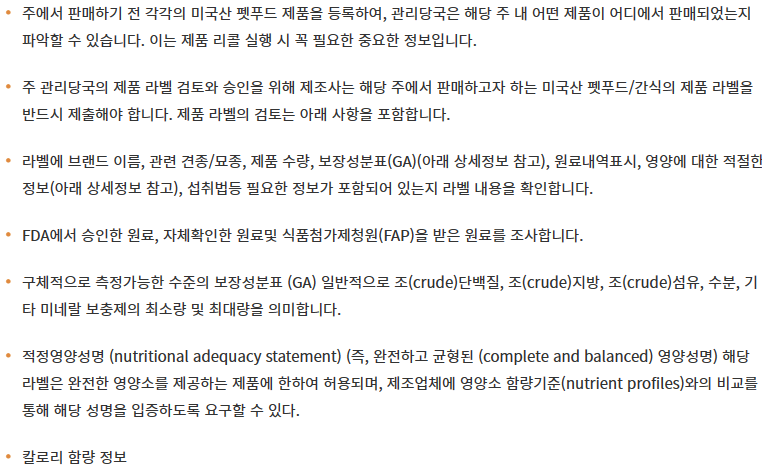 • 주에서 판매하기 전 각각의 미국산 펫푸드 제품을 등록하여, 관리당국은 해당 주 내 어떤 제품이 어디에서 판매되었는지
파악할 수 있습니다. 이는 제품 리콜 실행 시 꼭 필요한 중요한 정보입니다.
• 주 관리당국의 제품 라벨 검토와 승인을 위해 제조사는 해당 주에서 판매하고자 하는 미국산 펫푸드/간식의 제품 라벨을
반드시 제출해야 합니다. 제품 라벨의 검토는 아래 사항을 포함합니다.
• 라벨에 브랜드 이름, 관련 견종/묘종, 제품 수량, 보장성분표(GA)(아래 상세정보 참고), 원료내역표시, 영양에 대한 적절한
정보(아래 상세정보 참고), 섭취법등 필요한 정보가 포함되어 있는지 라벨 내용을 확인합니다.
• FDA에서 승인한 원료, 자체확인한 원료및 식품첨가제청원(FAP)을 받은 원료를 조사합니다.
• 구체적으로 측정가능한 수준의 보장성분표 (GA) 일반적으로 조(crude)단백질, 조(crude)지방, 조(crude)섬유, 수분, 기
타 미네랄 보충제의 최소량 및 최대량을 의미합니다.
• 적정영양성명 (nutritional adequacy statement) (즉, 완전하고 균형된 (complete and balanced) 영양성명) 해당
라벨은 완전한 영양소를 제공하는 제품에 한하여 허용되며, 제조업체에 영양소 함량기준(nutrient profiles)와의 비교를
통해 해당 성명을 입증하도록 요구할 수 있다.
• 칼로리 함량 정보